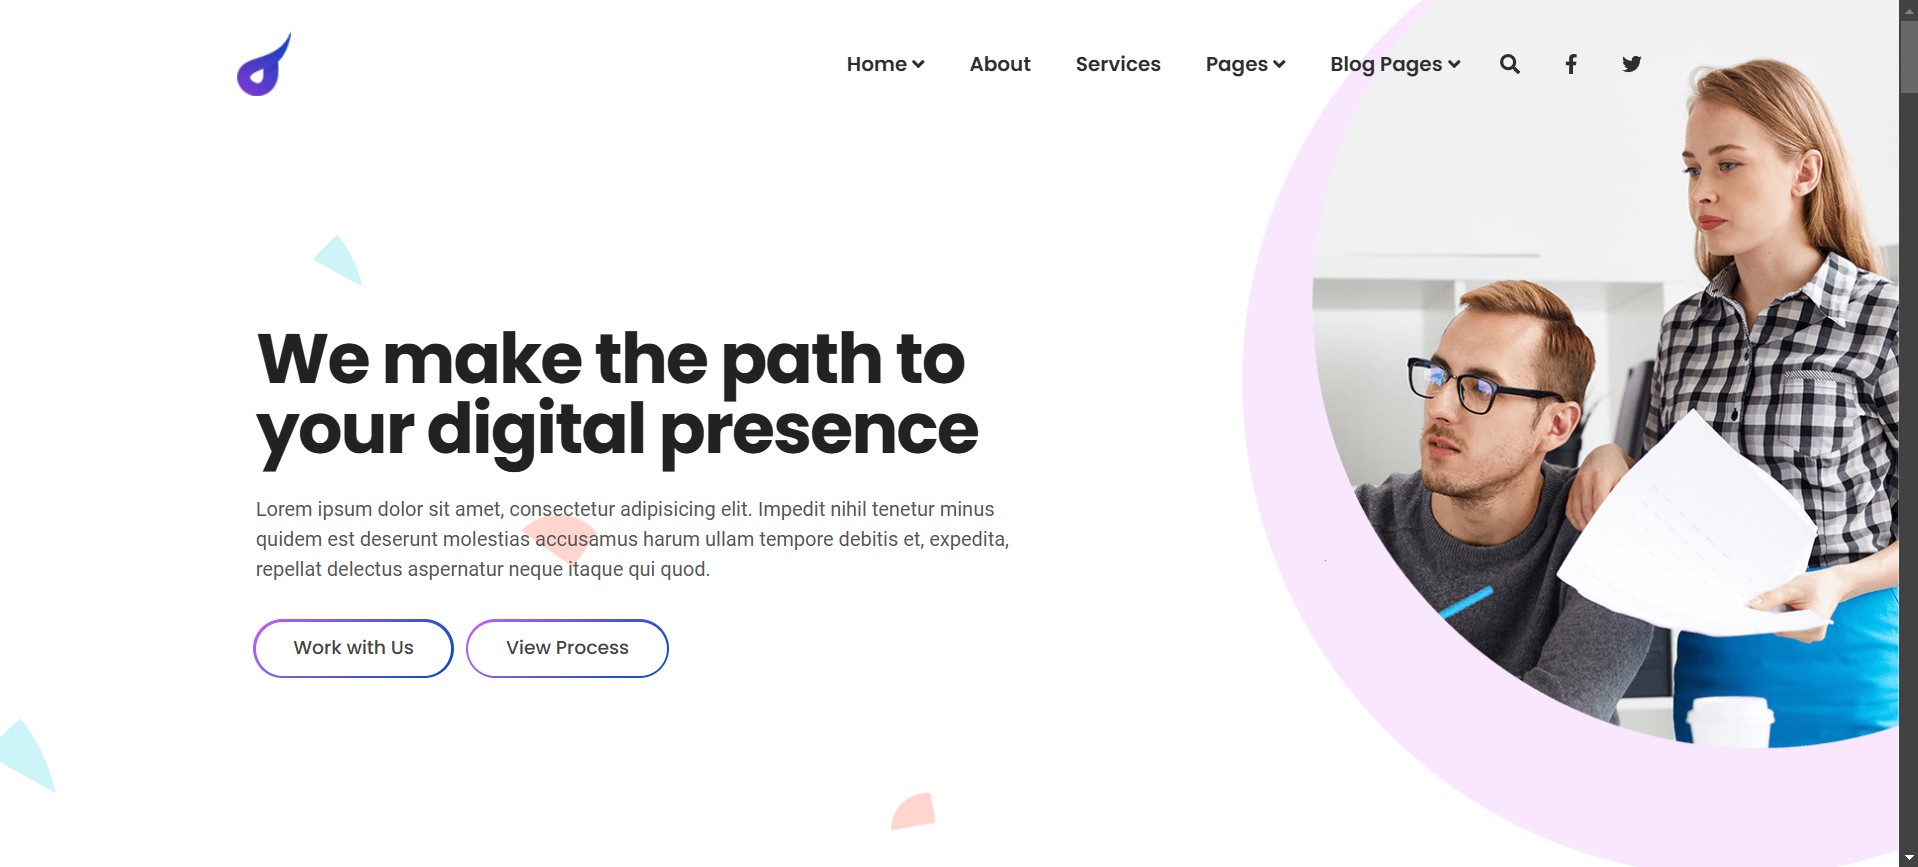 Home About Services Pages Blog Pages
We make the path to
your digital presence
Lorem ipsum dolor sit amet, consectetur adipisicing elit. Impedit nihil tenetur minus
quidem est deserunt molestias accusamus harum ullam tempore debitis et, expedita,
repellat delectus aspernatur neque itaque qui quod.
Work with Us View Process